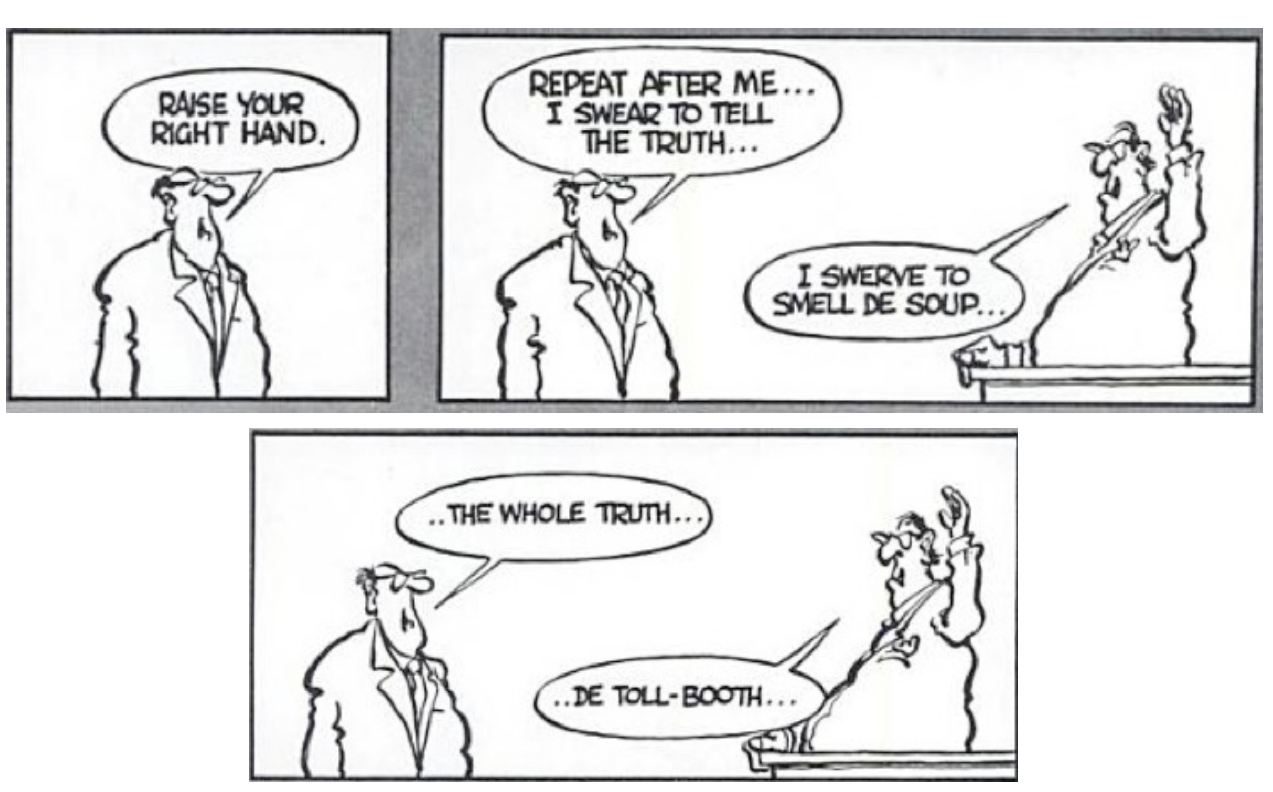 RAISE YOUR
RIGHT HAND.
REPEAT AFTER ME...
I SWEAR TO TELL
THE TRUTH...
I SWERVE TO
SMELL DE SOUP...
..THE WHOLE TRUTH...
..DE TOLL-BOOTH...